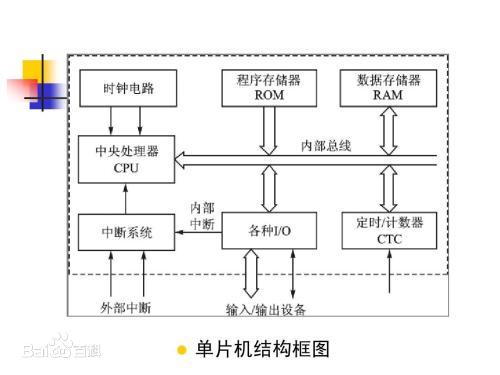 时钟电路
程序存储器
ROM
数据存储器
RAM
中央处理器
CPU
内部总线
中断系统
内部
中断
各种I/O
定时/计数器
CTC
外部中断
输入/输出设备
Baidu百科
单片机结构框图